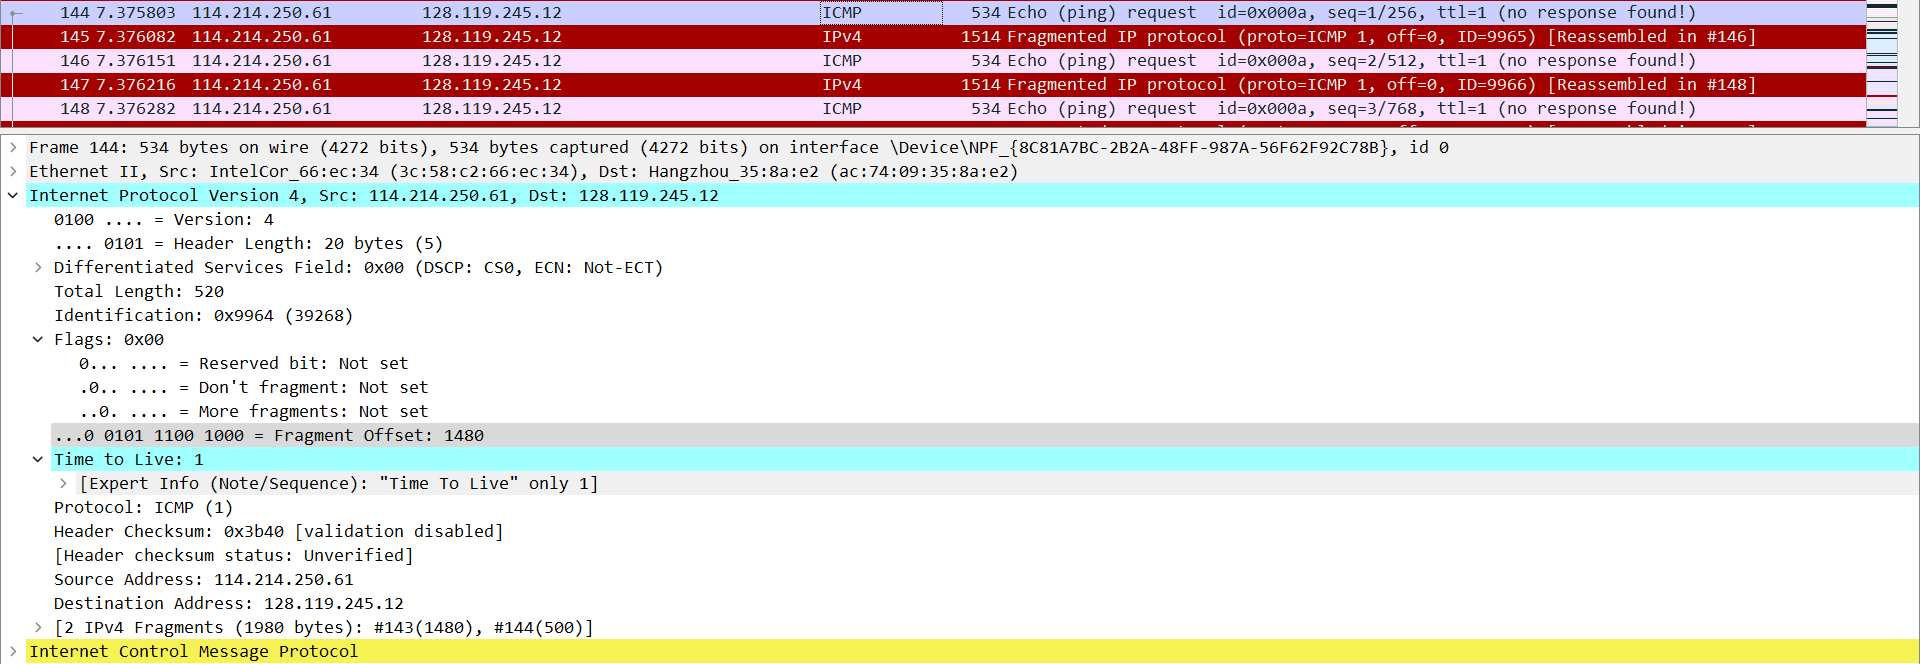 144 7.375803 114.214.250.61 128.119.245.12 ICMP 534 Echo (ping) request id=0x000a, seq=1/256, ttl=1 (no response found!)
145 7.376082 114.214.250.61 128.119.245.12 IPv4 1514 Fragmented IP protocol (proto=ICMP 1, off=0, ID=9965) [Reassembled in #146]
146 7.376151 114.214.250.61 128.119.245.12 ICMP 534 Echo (ping) request id=0x000a, seq=2/512, ttl=1 (no response found!)
147 7.376216 114.214.250.61 128.119.245.12 IPv4 1514 Fragmented IP protocol (proto=ICMP 1, off=0, ID=9966) [Reassembled in #148]
148 7.376282 114.214.250.61 128.119.245.12 ICMP 534 Echo (ping) request id=0x000a, seq=3/768, ttl=1 (no response found!)
Frame 144: 534 bytes on wire (4272 bits), 534 bytes captured (4272 bits) on interface \Device\NPF_{8C81A7BC-2B2A-48FF-987A-56F62F92C78B}, id 0
Ethernet II, Src: IntelCor_66:ec:34 (3c:58:c2:66:ec:34), Dst: Hangzhou_35:8a:e2 (ac:74:09:35:8a:e2)
Internet Protocol Version 4, Src: 114.214.250.61, Dst: 128.119.245.12
0100 .... = Version: 4
.... 0101 = Header Length: 20 bytes (5)
Differentiated Services Field: 0x00 (DSCP: CS0, ECN: Not-ECT)
Total Length: 520
Identification: 0x9964 (39268)
Flags: 0x00
0... .... = Reserved bit: Not set
.0.. .... = Don't fragment: Not set
..0. .... = More fragments: Not set
...0 0101 1100 1000 = Fragment Offset: 1480
Time to Live: 1
[Expert Info (Note/Sequence): "Time To Live" only 1]
Protocol: ICMP (1)
Header Checksum: 0x3b40 [validation disabled]
[Header checksum status: Unverified]
Source Address: 114.214.250.61
Destination Address: 128.119.245.12
[2 IPv4 Fragments (1980 bytes): #143(1480), #144(500)]
Internet Control Message Protocol